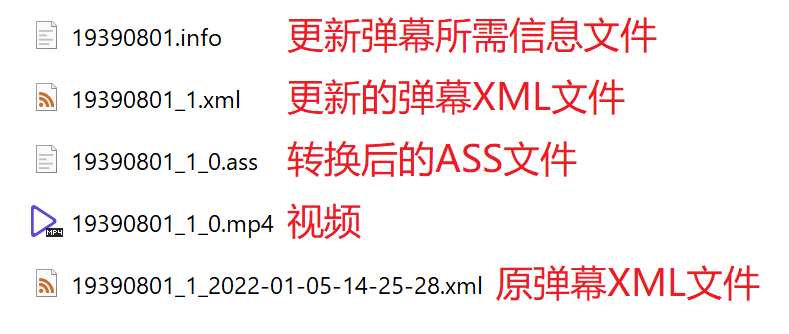 19390801.info 更新弹幕所需信息文件
19390801_1.xml 更新的弹幕XML文件
19390801_1_0.ass 转换后的ASS文件
MP4 19390801_1_0.mp4 视频
19390801_1_2022-01-05-14-25-28.xml 原弹幕XML文件